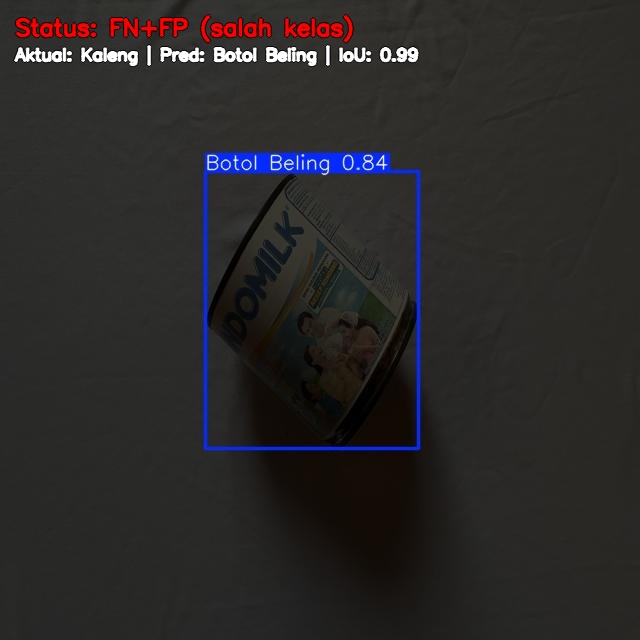 Status: FN+FP (salah kelas)
Aktual: Kaleng | Pred: Botol Beling | IoU: 0.99
Botol Beling 0.84
DOMILK